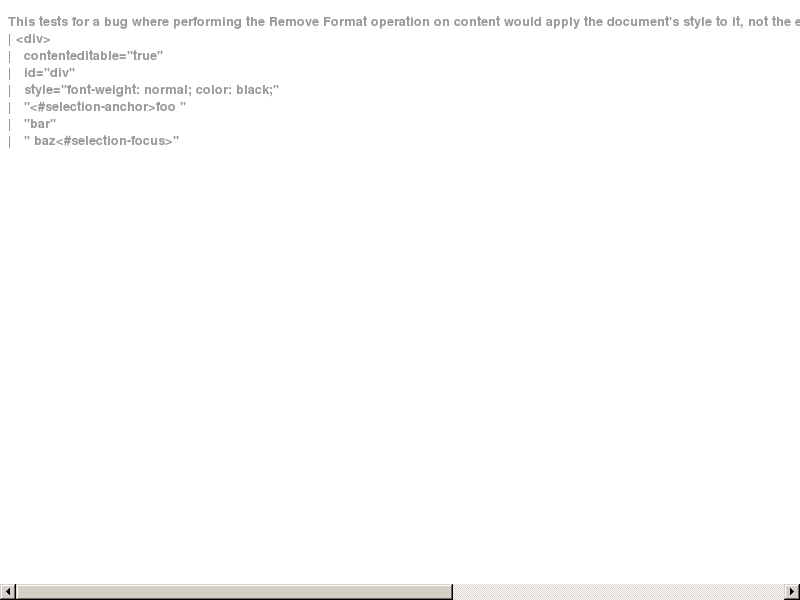 This tests for a bug where performing the Remove Format operation on content would apply the document's style to it, not the
| <div>
|   contenteditable="true"
|   id="div"
|   style="font-weight: normal; color: black;"
|   "<#selection-anchor>foo "
|   "bar"
|   " baz<#selection-focus>"